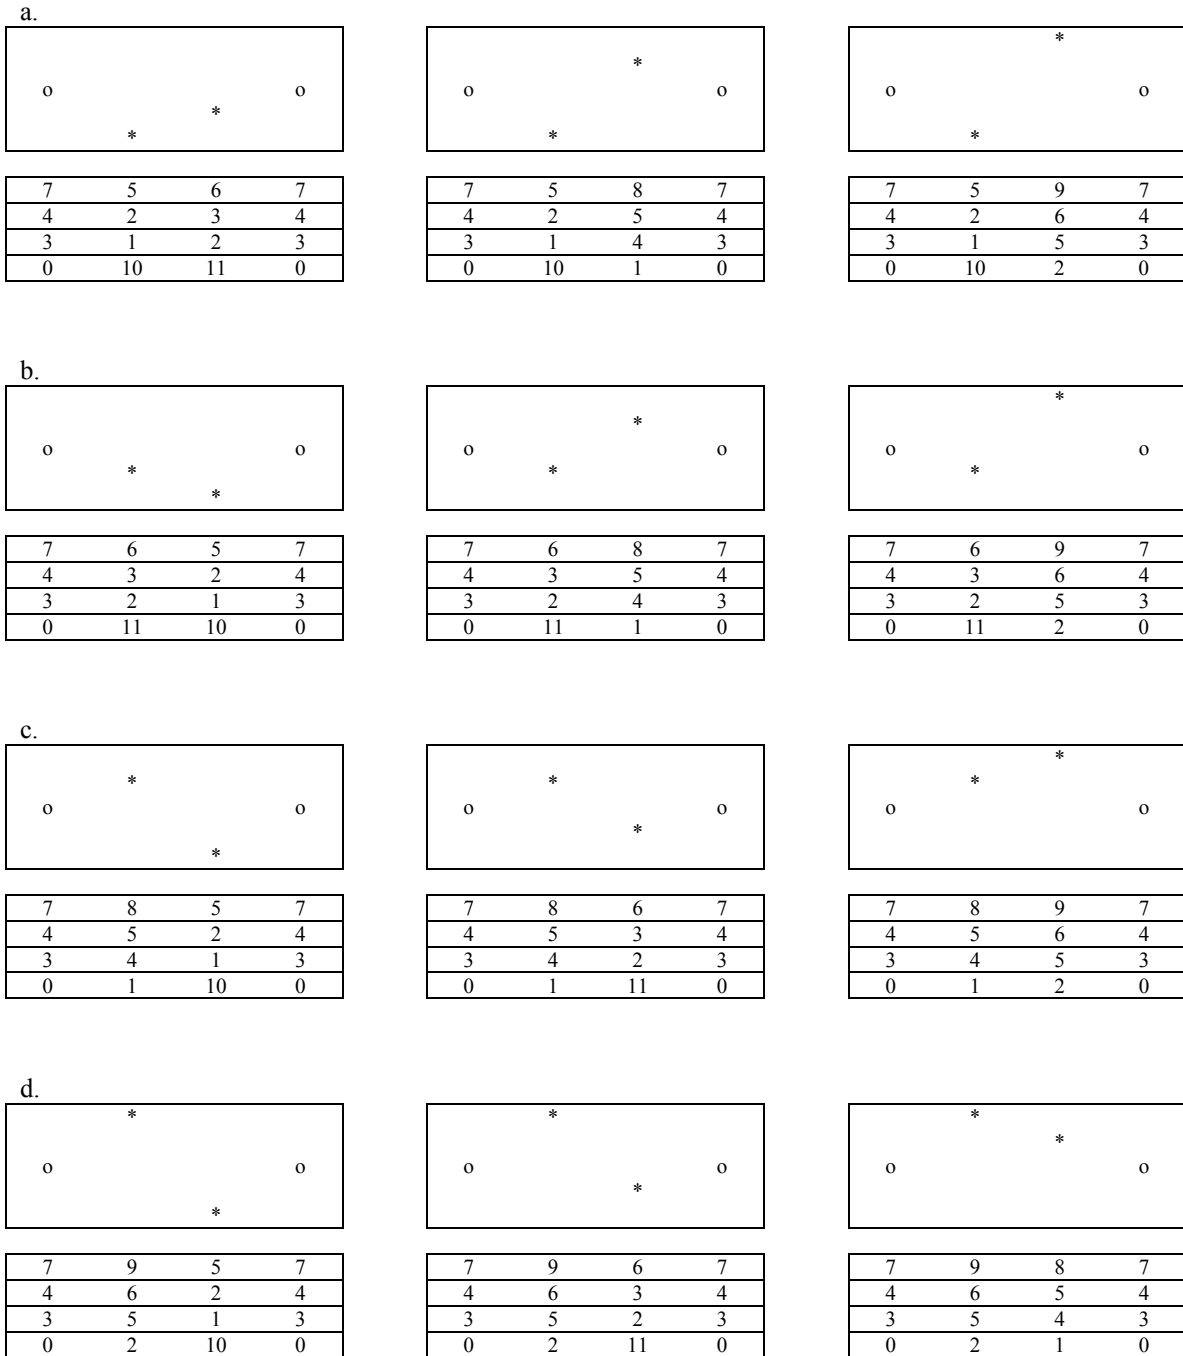 a.
* 
* *
o o o o o o
*
* * *
7 5 6 7 7 5 8 7 7 5 9 7
4 2 3 4 4 2 5 4 4 2 6 4
3 1 2 3 3 1 4 3 3 1 5 3
0 10 11 0 0 10 1 0 0 10 2 0
b.
*
*
o o o o o o
* * *
*
7 6 5 7 7 6 8 7 7 6 9 7
4 3 2 4 4 3 5 4 4 3 6 4
3 2 1 3 3 2 4 3 3 2 5 3
0 11 10 0 0 11 1 0 0 11 2 0
c.
*
* * *
o o o o o o
*
*
7 8 5 7 7 8 6 7 7 8 9 7
4 5 2 4 4 5 3 4 4 5 6 4
3 4 1 3 3 4 2 3 3 4 5 3
0 1 10 0 0 1 11 0 0 1 2 0
d.
* * *
*
o o o o o o
*
*
7 9 5 7 7 9 6 7 7 9 8 7
4 6 2 4 4 6 3 4 4 6 5 4
3 5 1 3 3 5 2 3 3 5 4 3
0 2 10 0 0 2 11 0 0 2 1 0